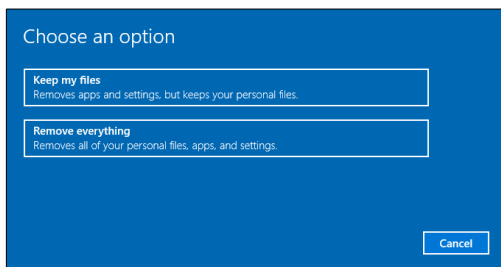 Choose an option
Keep my files
Removes apps and settings, but keeps your personal files.
Remove everything
Removes all of your personal files, apps, and settings.
Cancel